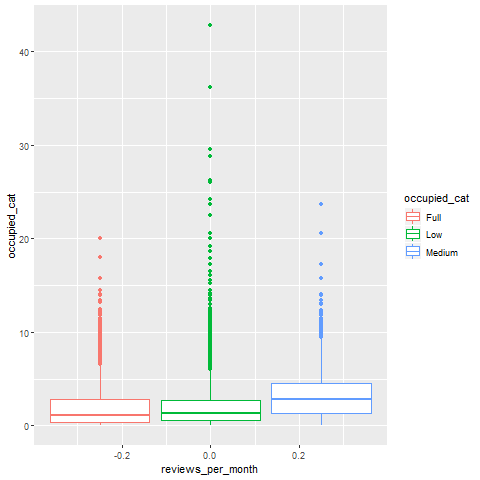 40
30
20
10
0
occupied_cat
-0.2
0.0
0.2
reviews_per_month
occupied_cat
Full
Low
Medium